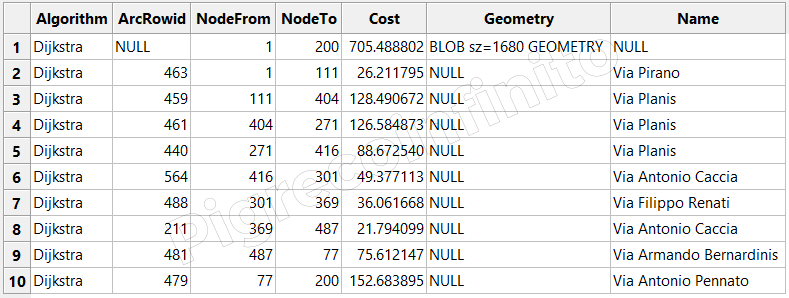 Algorithm ArcRowid NodeFrom NodeTo Cost Geometry Name
1 Dijkstra NULL 1 200 705.488802 BLOB sz=1680 GEOMETRY NULL
2 Dijkstra 463 1 111 26.211795 NULL Via Pirano
3 Dijkstra 459 111 404 128.490672 NULL Via Planis
4 Dijkstra 461 404 271 126.584873 NULL Via Planis
5 Dijkstra 440 271 416 88.672540 NULL Via Planis
6 Dijkstra 564 416 301 49.377113 NULL Via Antonio Caccia
7 Dijkstra 488 301 369 36.061668 NULL Via Filippo Renati
8 Dijkstra 211 369 487 21.794099 NULL Via Antonio Caccia
9 Dijkstra 481 487 77 75.612147 NULL Via Armando Bernardinis
10 Dijkstra 479 77 200 152.683895 NULL Via Antonio Pennato
Pigrecoinfinito